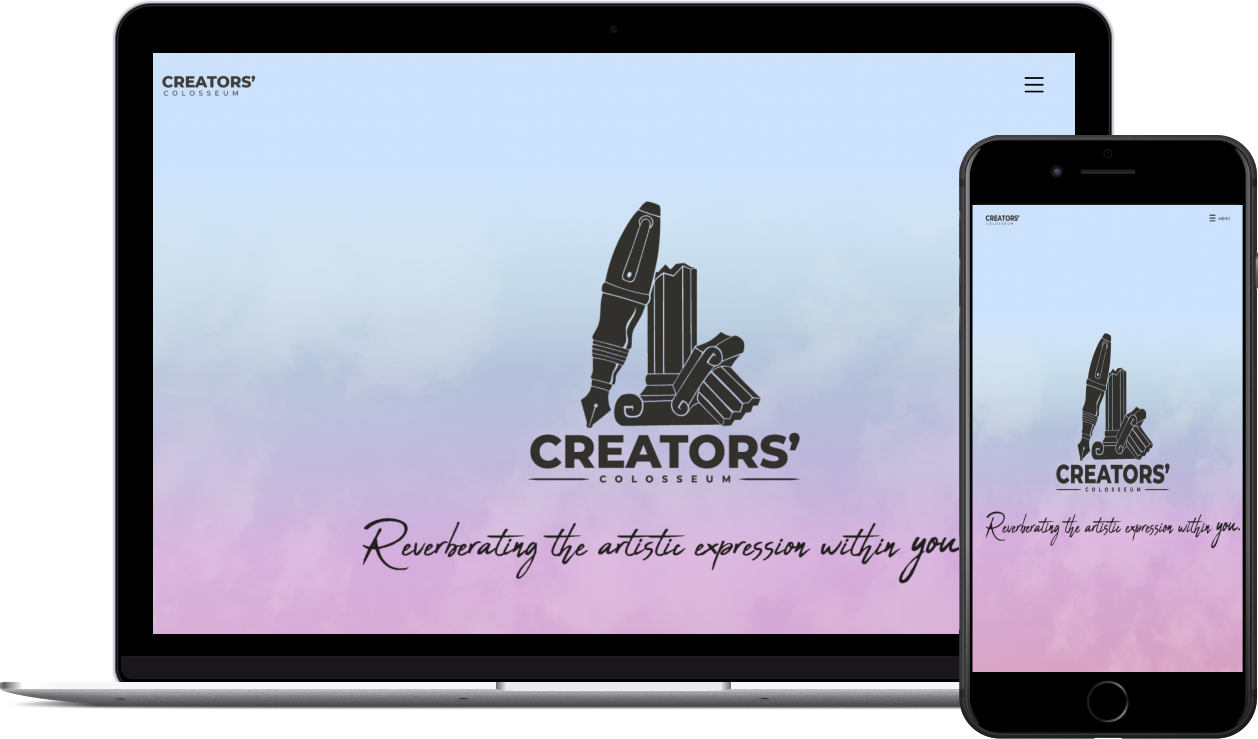 CREATORS’
COLOSSEUM
CREATORS’
COLOSSEUM
Reverberating the artistic expression within you
CREATORS’
COLOSSEUM
MENU
CREATORS’
COLOSSEUM
Reverberating the artistic expression within you.